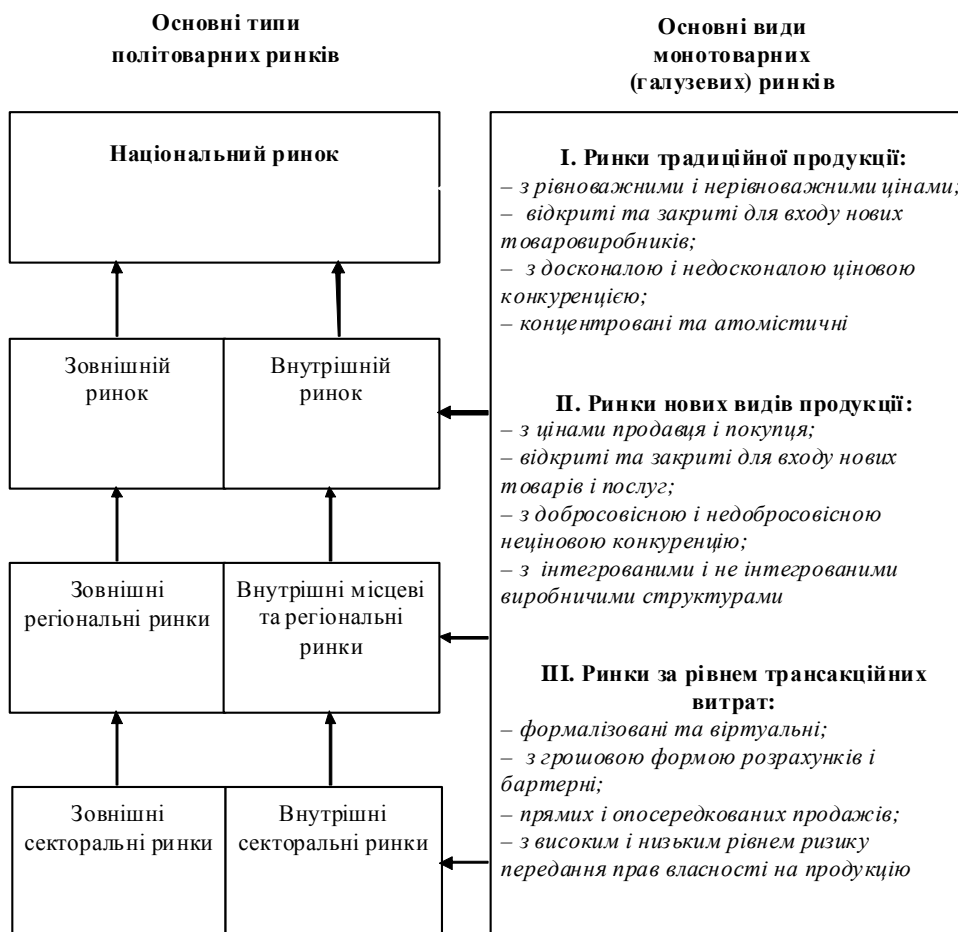 Основні типи
політоварних ринків
Основні види
монотоварних
(галузевих) ринків
Національний ринок
Зовнішній
ринок
Внутрішній
ринок
Зовнішні
регіональні ринки
Внутрішні місцеві
та регіональні
ринки
Зовнішні
секторальні ринки
Внутрішні
секторальні ринки
І. Ринки традиційної продукції:
– з рівноважними і нерівноважними цінами;
– відкриті та закриті для входу нових
товаровиробників;
– з досконалою і недосконалою ціновою
конкуренцією;
– концентровані та атомістичні
ІІ. Ринки нових видів продукції:
– з цінами продавця і покупця;
– відкриті та закриті для входу нових
товарів і послуг;
– з добросовісною і недобросовісною
неціновою конкуренцію;
– з інтегрованими і не інтегрованими
виробничими структурами
ІІІ. Ринки за рівнем трансакційних
витрат:
– формалізовані та віртуальні;
– з грошовою формою розрахунків і
бартерні;
– прямих і опосередкованих продажів;
– з високим і низьким рівнем ризику
передання прав власності на продукцію